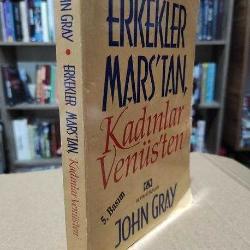 ERKEKLER
MARS'TAN,
Kadınlar
Venüs'ten
5. Basım
JOHN GRAY
JOHN GRAY • ERKEKLER MARS'TAN, Kadınlar Venüs'ten